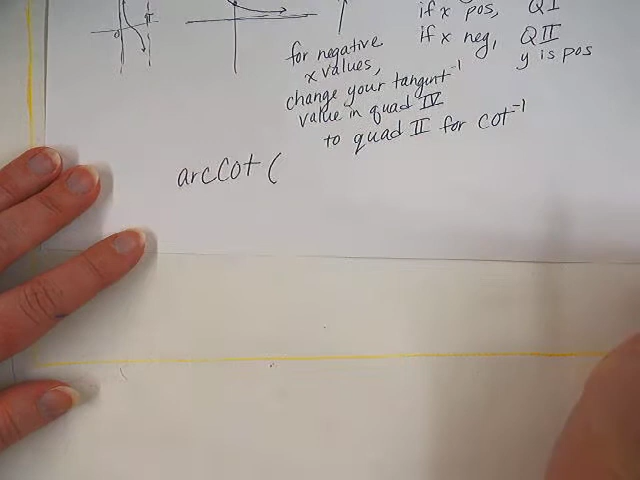 0 π
if x pos, QI
if x neg, QII
y is pos
for negative
x values,
change your tangent⁻¹
value in quad IV
to quad II for cot⁻¹
arcCot (